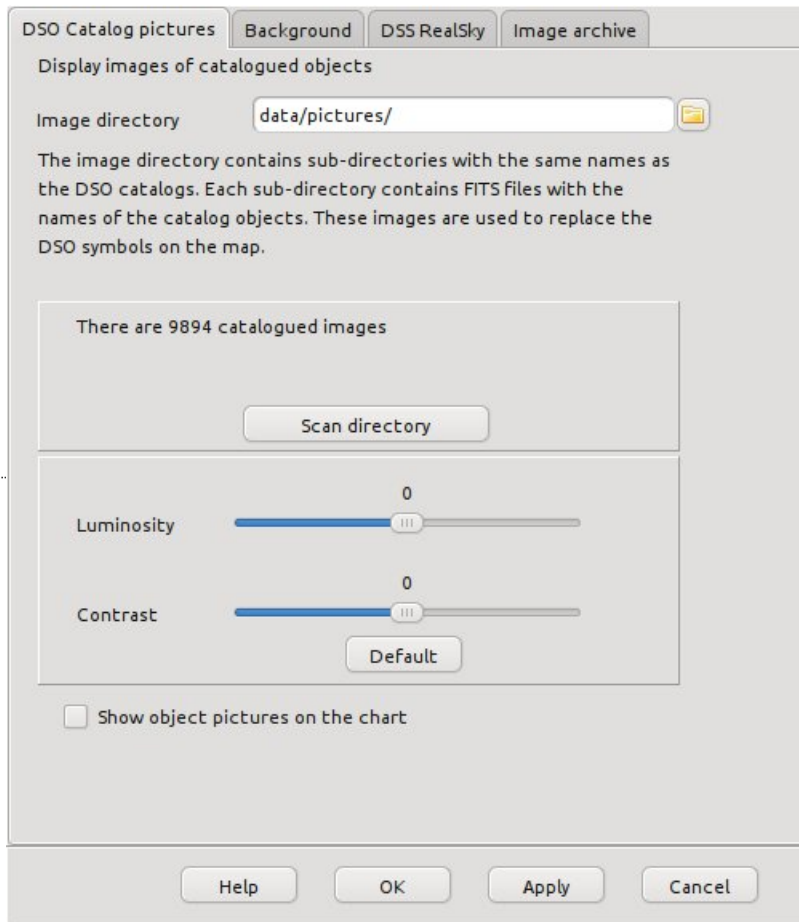 DSO Catalog pictures Background DSS RealSky Image archive
Display images of catalogued objects
Image directory data/pictures/
The image directory contains sub-directories with the same names as
the DSO catalogs. Each sub-directory contains FITS files with the
names of the catalog objects. These images are used to replace the
DSO symbols on the map.
There are 9894 catalogued images
Scan directory
0
Luminosity
0
Contrast
Default
Show object pictures on the chart
Help OK Apply Cancel